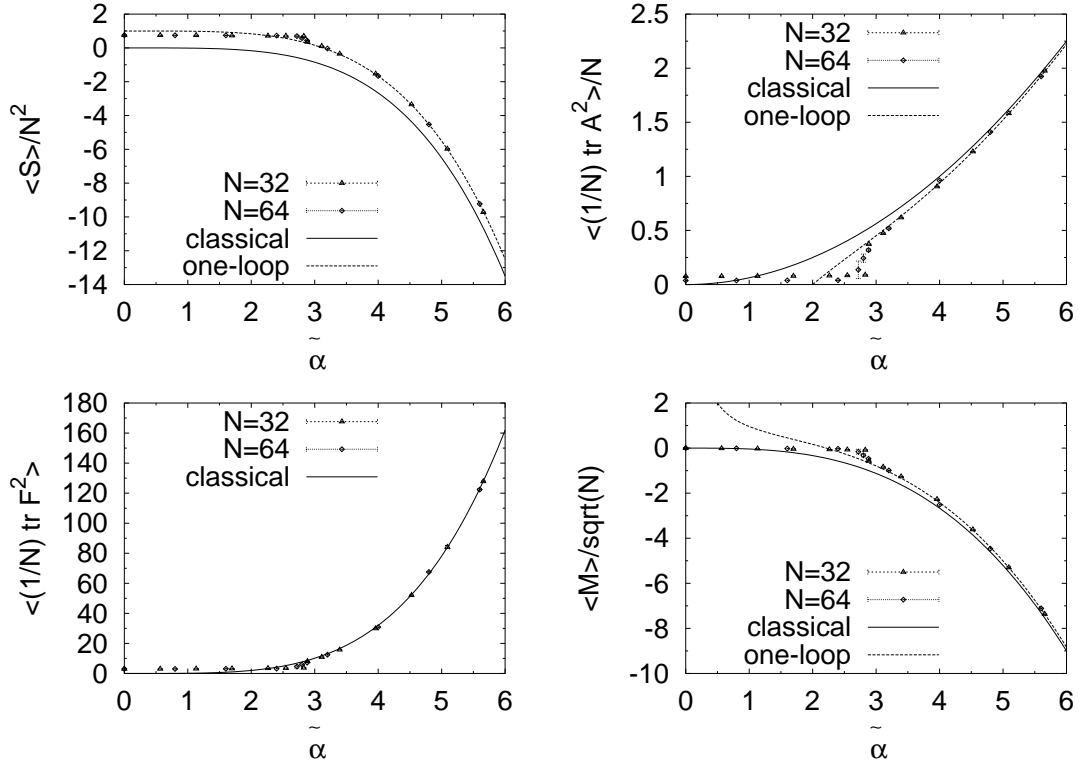 <S>/N^2
2
0
-2
-4
-6
-8
-10
-12
-14
0 1 2 3 4 5 6
α̃
N=32
N=64
classical
one-loop
<(1/N) tr A^2>/N
2.5
2
1.5
1
0.5
0
0 1 2 3 4 5 6
α̃
N=32
N=64
classical
one-loop
<(1/N) tr F^2>
180
160
140
120
100
80
60
40
20
0
0 1 2 3 4 5 6
α̃
N=32
N=64
classical
<M>/sqrt(N)
2
0
-2
-4
-6
-8
-10
0 1 2 3 4 5 6
α̃
N=32
N=64
classical
one-loop